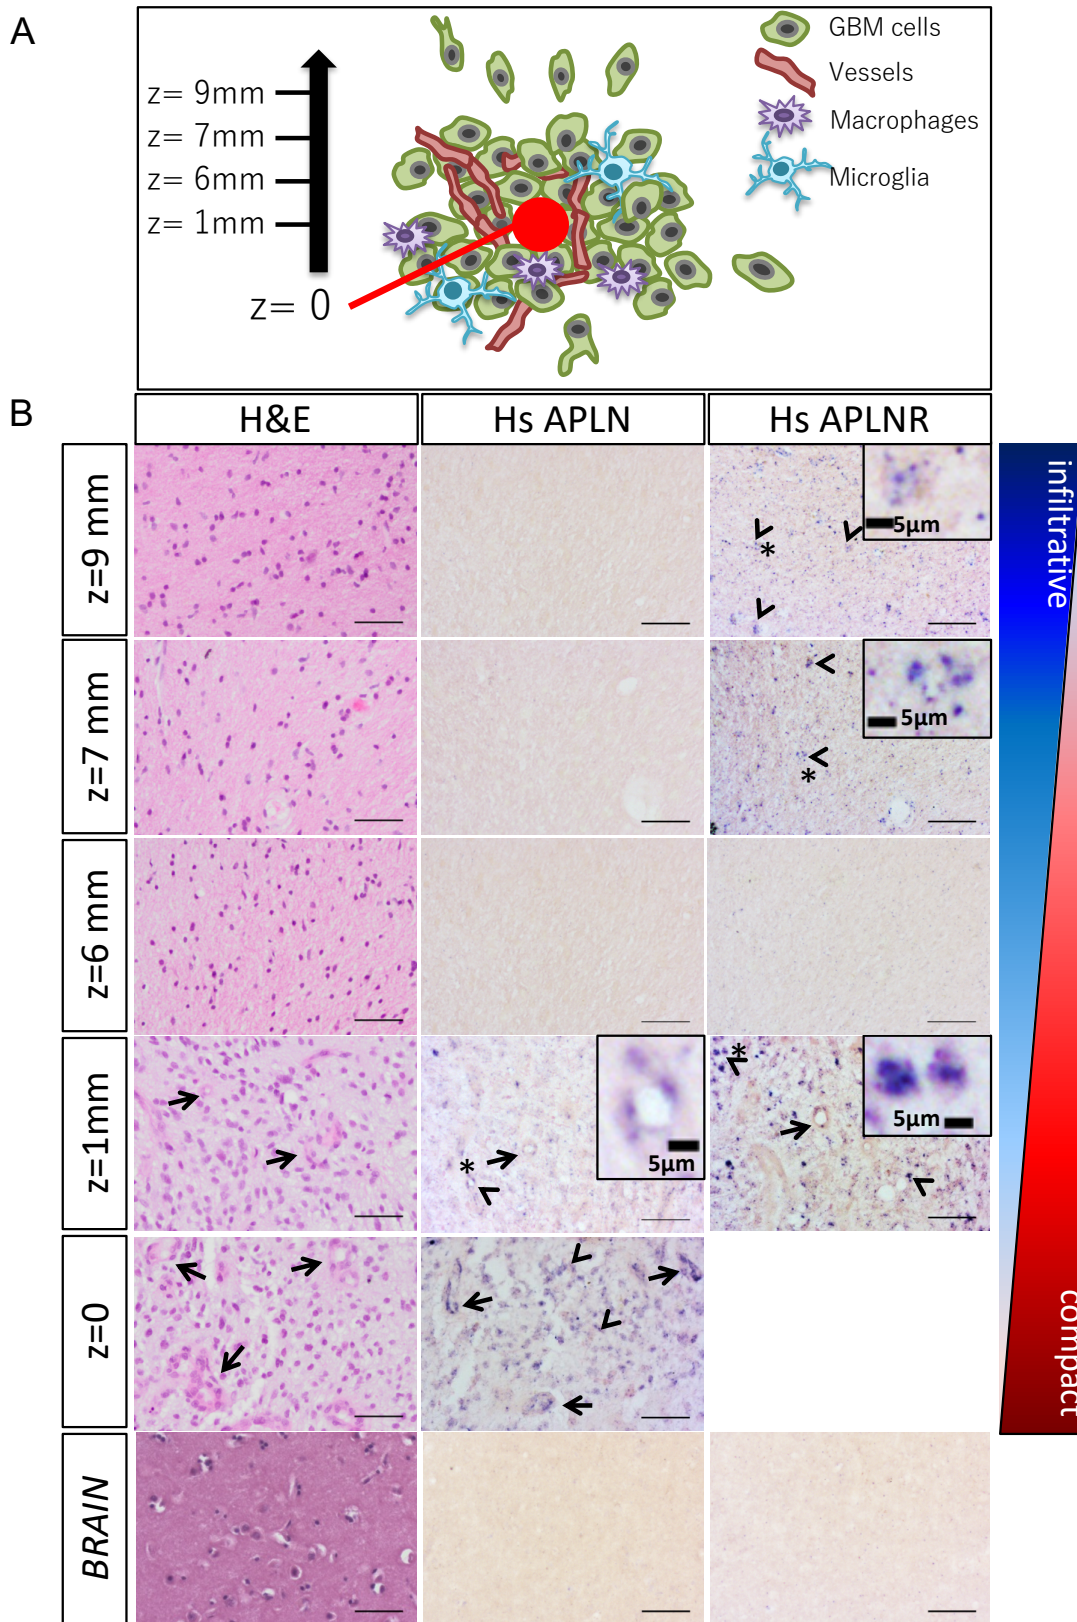 A
z= 9mm
z= 7mm
z= 6mm
z= 1mm
z= 0
GBM cells
Vessels
Macrophages
Microglia
B
H&E
Hs APLN
Hs APLNR
z=9 mm
*
5µm
infiltrative
z=7 mm
*
5µm
z=6 mm
z=1mm
*
5µm
*
5µm
z=0
compact
BRAIN